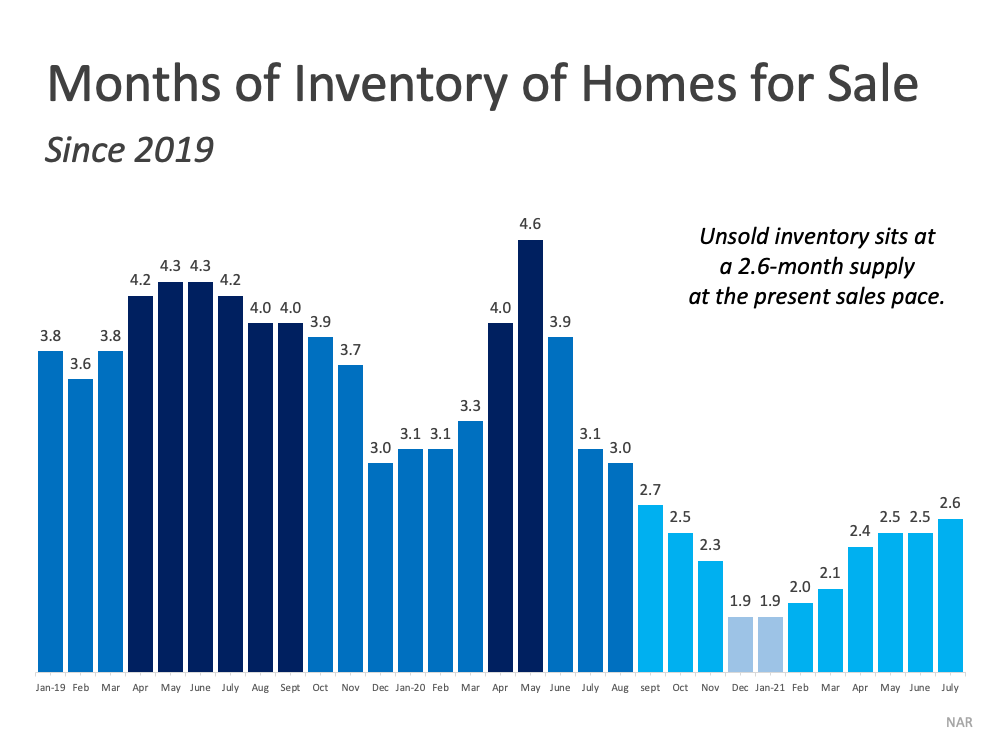 Months of Inventory of Homes for Sale
Since 2019
Unsold inventory sits at
a 2.6-month supply
at the present sales pace.
3.8 3.6 3.8 4.2 4.3 4.3 4.2 4.0 4.0 3.9 3.7 3.0 3.1 3.1 3.3 4.0 4.6 3.9 3.1 3.0 2.7 2.5 2.3 1.9 1.9 2.0 2.1 2.4 2.5 2.5 2.6
Jan-19 Feb Mar Apr May June July Aug Sept Oct Nov Dec Jan-20 Feb Mar Apr May June July Aug sept Oct Nov Dec Jan-21 Feb Mar Apr May June July
NAR